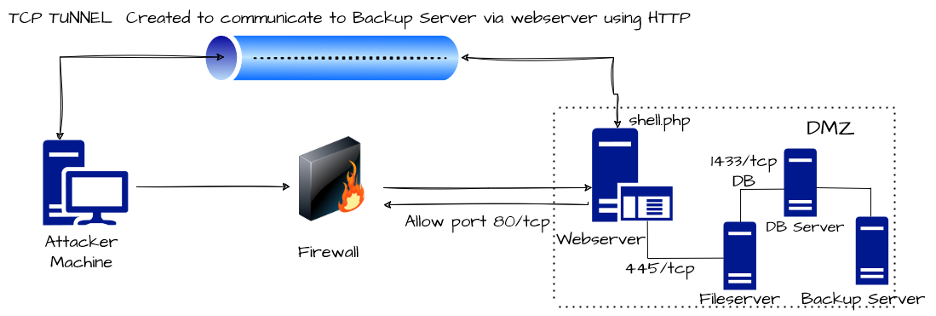 TCP TUNNEL Created to communicate to Backup Server via webserver using HTTP
shell.php
DMZ
1433/tcp
DB
Allow port 80/tcp
DB Server
Webserver
Attacker
Machine
Firewall
445/tcp
Fileserver
Backup Server